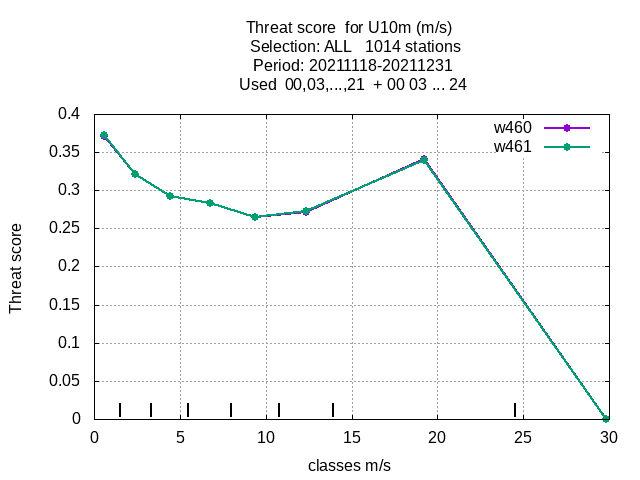 Threat score  for U10m (m/s)
Selection: ALL   1014 stations
Period: 20211118-20211231
Used  00,03,...,21  + 00 03 ... 24
w460
w461
0.4
0.35
0.3
0.25
0.2
0.15
0.1
0.05
0
Threat score
0 5 10 15 20 25 30
classes m/s